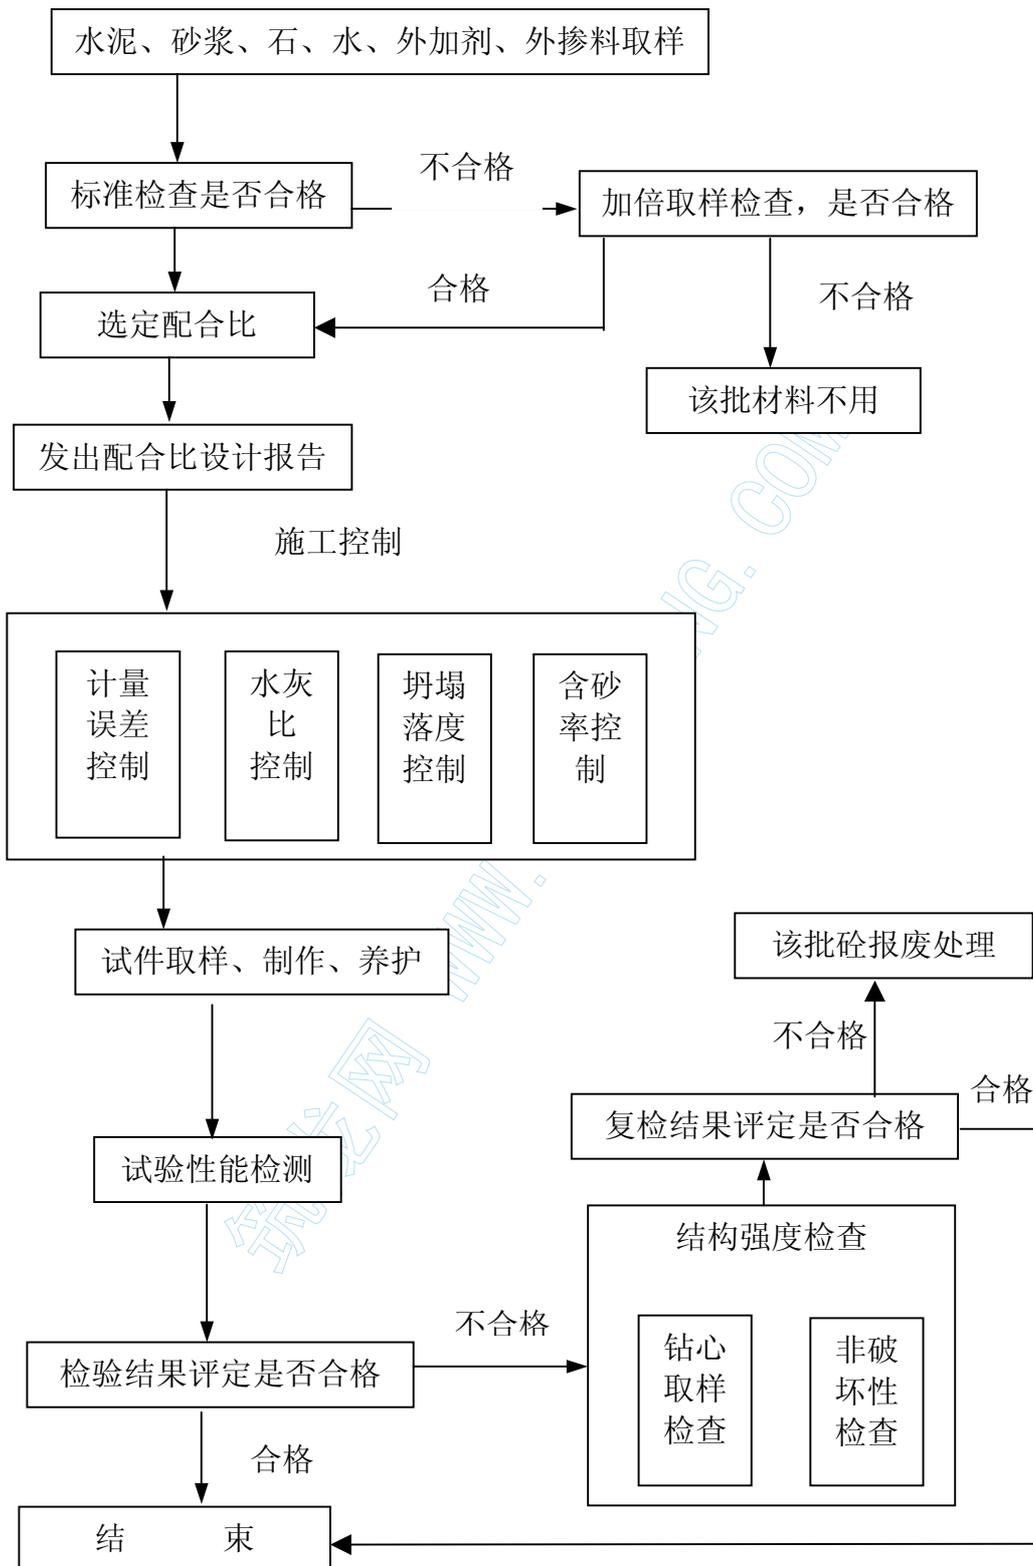 水泥、砂浆、石、水、外加剂、外掺料取样
不合格
标准检查是否合格
加倍取样检查，是否合格
合格
不合格
选定配合比
该批材料不用
发出配合比设计报告
施工控制
计量
误差
控制
水灰
比
控制
坍塌
落度
控制
含砂
率控
制
试件取样、制作、养护
该批砼报废处理
不合格
合格
复检结果评定是否合格
试验性能检测
结构强度检查
不合格
钻心
取样
检查
非破
坏性
检查
检验结果评定是否合格
合格
结 束
筑龙网 WWW.
NG.COM